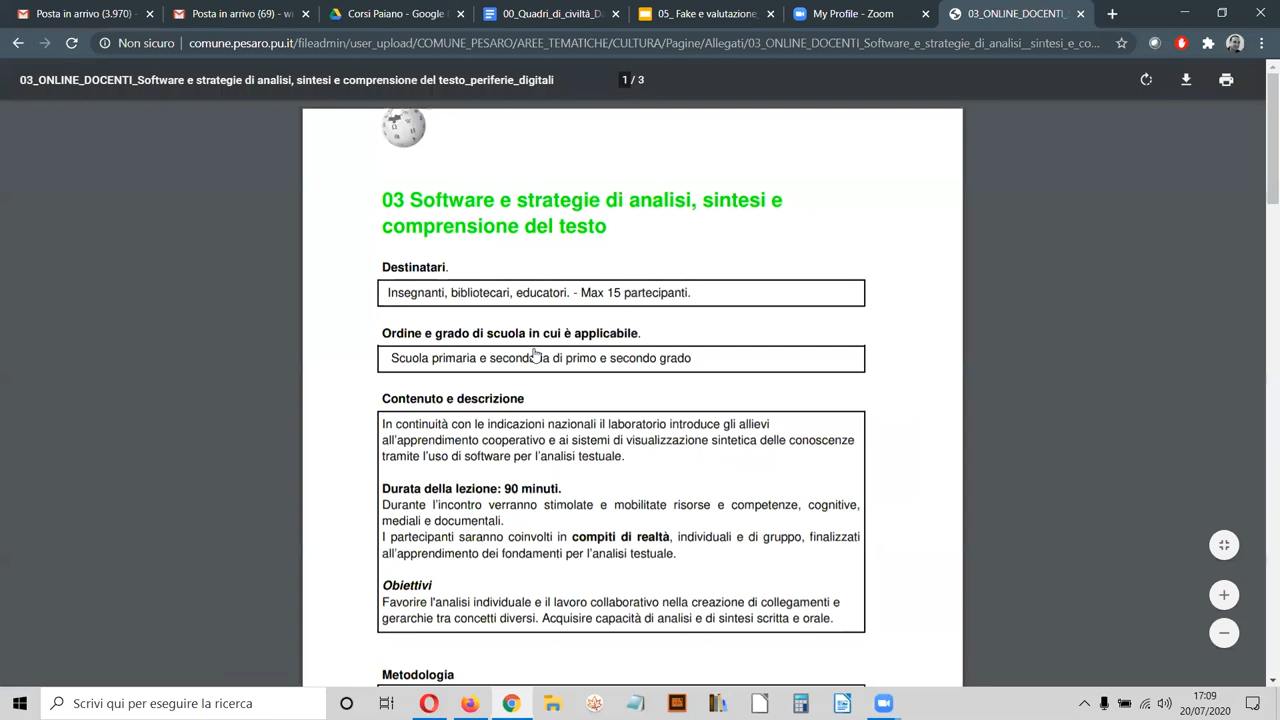 Posta in arrivo (3.970) -
Posta in arrivo (69) - w
Corsi Piano - Google
00_Quadri di civiltà_D
05_ Fake e valutazione_
My Profile - Zoom
03_ONLINE_DOCENTI_
Non sicuro
comune.pesaro.pu.it/fileadmin/user_upload/COMUNE_PESARO/AREE_TEMATICHE/CULTURA/Pagine/Allegati/03_ONLINE_DOCENTI_Software_e_strategie_di_analisi__sintesi_e_co...
03_ONLINE_DOCENTI_Software e strategie di analisi, sintesi e comprensione del testo_periferie_digitali
1 / 3
03 Software e strategie di analisi, sintesi e
comprensione del testo
Destinatari.
Insegnanti, bibliotecari, educatori. - Max 15 partecipanti.
Ordine e grado di scuola in cui è applicabile.
Scuola primaria e secondaria di primo e secondo grado
Contenuto e descrizione
In continuità con le indicazioni nazionali il laboratorio introduce gli allievi
all'apprendimento cooperativo e ai sistemi di visualizzazione sintetica delle conoscenze
tramite l'uso di software per l'analisi testuale.
Durata della lezione: 90 minuti.
Durante l'incontro verranno stimolate e mobilitate risorse e competenze, cognitive,
mediali e documentali.
I partecipanti saranno coinvolti in compiti di realtà, individuali e di gruppo, finalizzati
all'apprendimento dei fondamenti per l'analisi testuale.
Obiettivi
Favorire l'analisi individuale e il lavoro collaborativo nella creazione di collegamenti e
gerarchie tra concetti diversi. Acquisire capacità di analisi e di sintesi scritta e orale.
Metodologia
Scrivi qui per eseguire la ricerca
17:09
20/07/2020